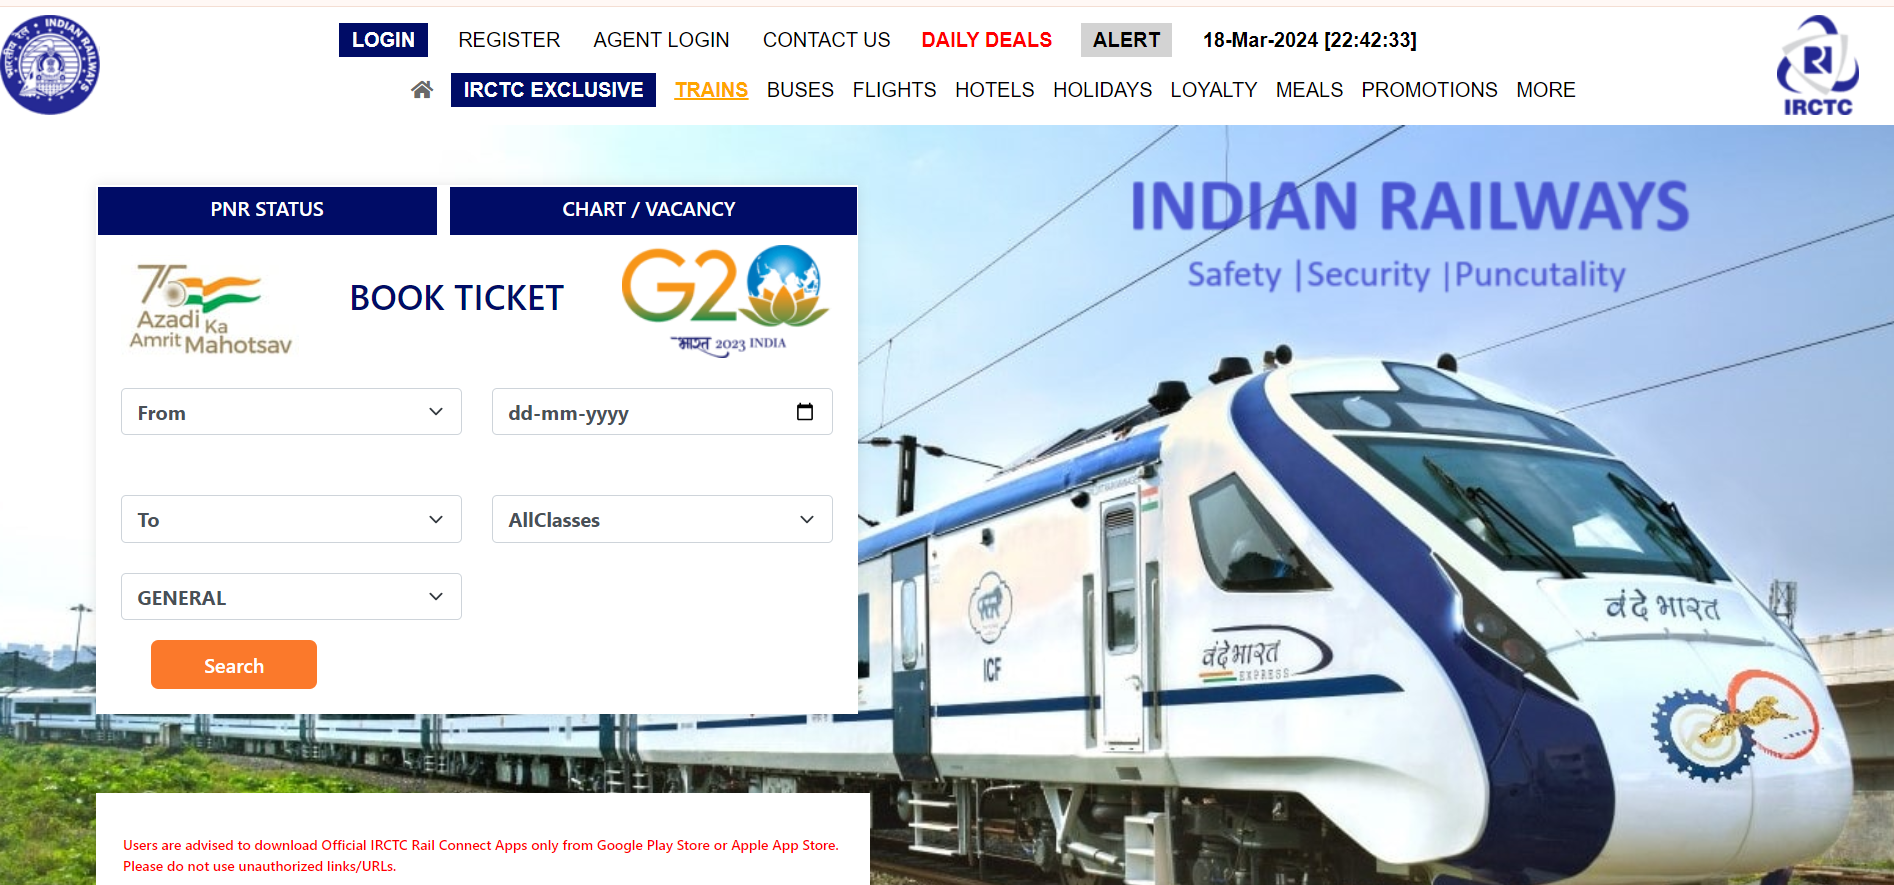 LOGIN REGISTER AGENT LOGIN CONTACT US DAILY DEALS ALERT 18-Mar-2024 [22:42:33]
IRCTC EXCLUSIVE TRAINS BUSES FLIGHTS HOTELS HOLIDAYS LOYALTY MEALS PROMOTIONS MORE
INDIAN RAILWAYS
भारतीय रेल
IRCTC
PNR STATUS
CHART / VACANCY
75
Azadi Ka
Amrit Mahotsav
BOOK TICKET
G20
भारत 2023 INDIA
From
dd-mm-yyyy
To
AllClasses
GENERAL
Search
INDIAN RAILWAYS
Safety |Security |Puncutality
ICF
वंदे भारत
EXPRESS
वंदे भारत
Users are advised to download Official IRCTC Rail Connect Apps only from Google Play Store or Apple App Store.
Please do not use unauthorized links/URLs.